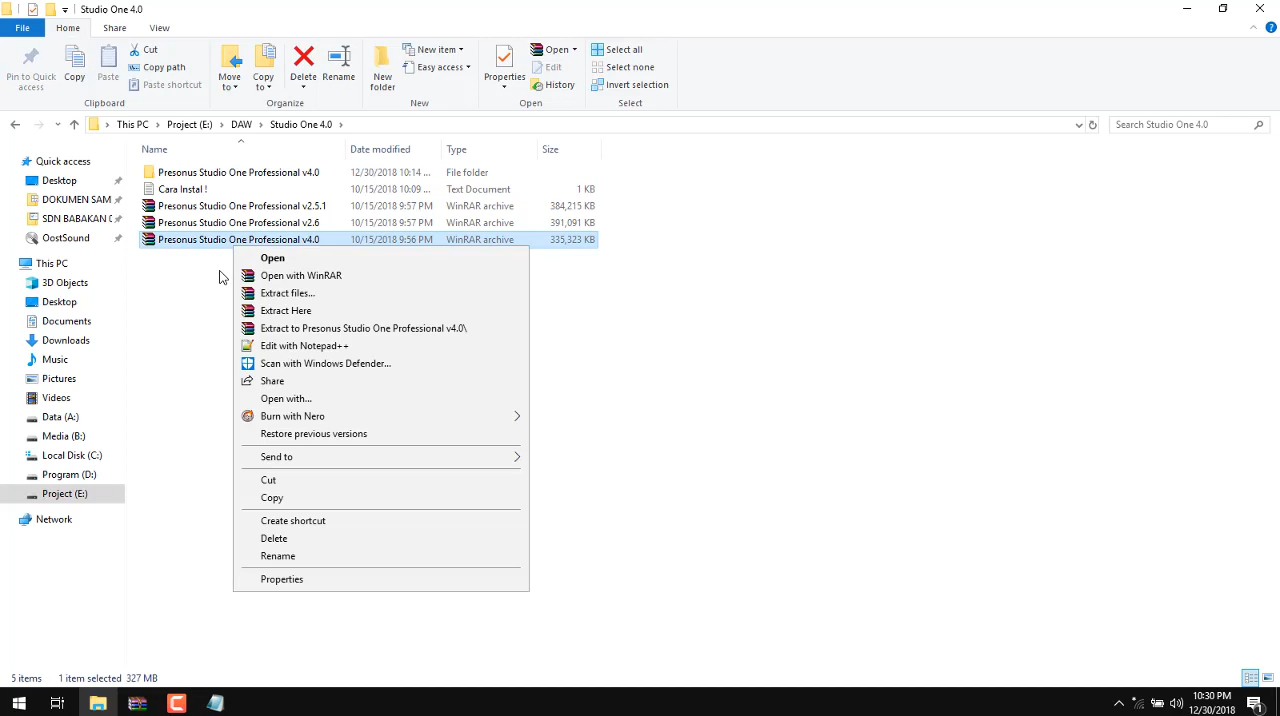 Studio One 4.0
File Home Share View
Pin to Quick access
Copy
Paste
Cut
Copy path
Paste shortcut
Clipboard
Move to
Copy to
Delete
Rename
Organize
New folder
New item
Easy access
New
Properties
Open
Edit
History
Open
Select all
Select none
Invert selection
Select
This PC Project (E:) DAW Studio One 4.0
Search Studio One 4.0
Name Date modified Type Size
Presonus Studio One Professional v4.0 12/30/2018 10:14 ... File folder
Cara Instal ! 10/15/2018 10:09 ... Text Document 1 KB
Presonus Studio One Professional v2.5.1 10/15/2018 9:57 PM WinRAR archive 384,215 KB
Presonus Studio One Professional v2.6 10/15/2018 9:57 PM WinRAR archive 391,091 KB
Presonus Studio One Professional v4.0 10/15/2018 9:56 PM WinRAR archive 335,323 KB
Quick access
Desktop
DOKUMEN SAM
SDN BABAKAN
OostSound
This PC
3D Objects
Desktop
Documents
Downloads
Music
Pictures
Videos
Data (A:)
Media (B:)
Local Disk (C:)
Program (D:)
Project (E:)
Network
Open
Open with WinRAR
Extract files...
Extract Here
Extract to Presonus Studio One Professional v4.0\
Edit with Notepad++
Scan with Windows Defender...
Share
Open with...
Burn with Nero
Restore previous versions
Send to
Cut
Copy
Create shortcut
Delete
Rename
Properties
5 items 1 item selected 327 MB
10:30 PM
12/30/2018